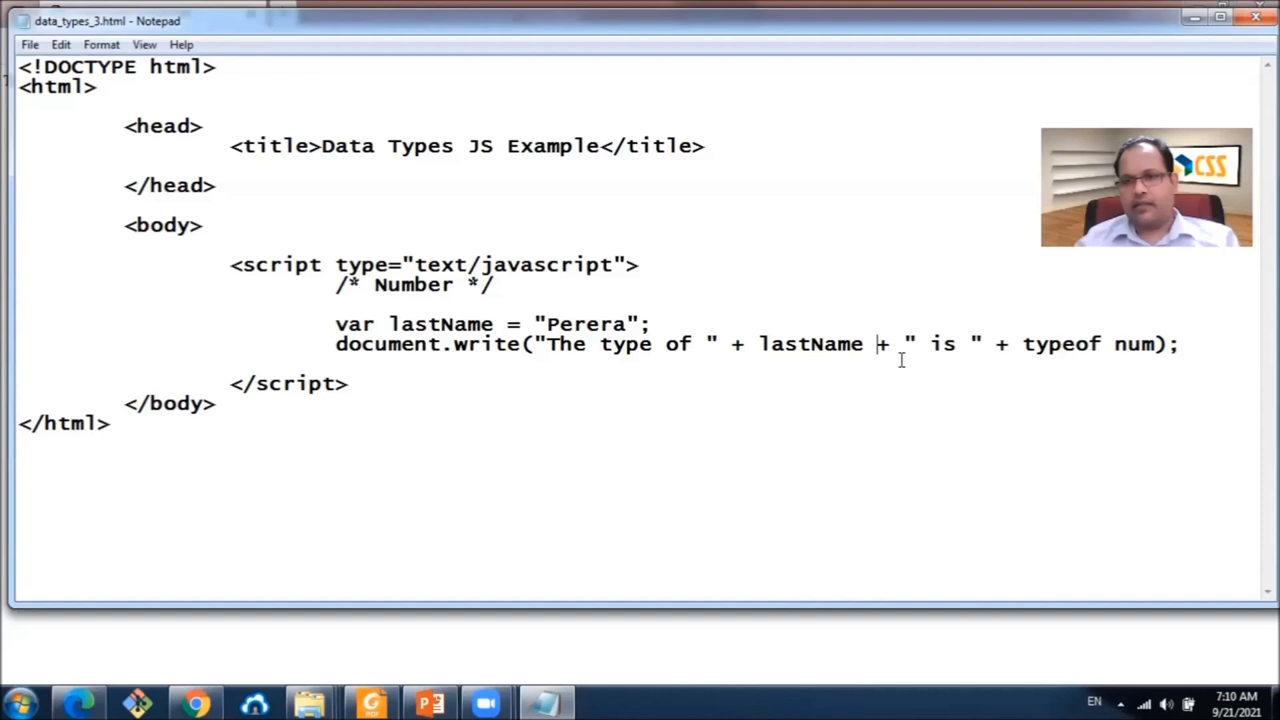 data_types_3.html - Notepad
File Edit Format View Help
<!DOCTYPE html>
<html>
<head>
<title>Data Types JS Example</title>
</head>
<body>
CSS
<script type="text/javascript">
/* Number */
var lastName = "Perera";
document.write("The type of " + lastName + " is " + typeof num);
</script>
</body>
</html>
EN
7:10 AM
9/21/2021